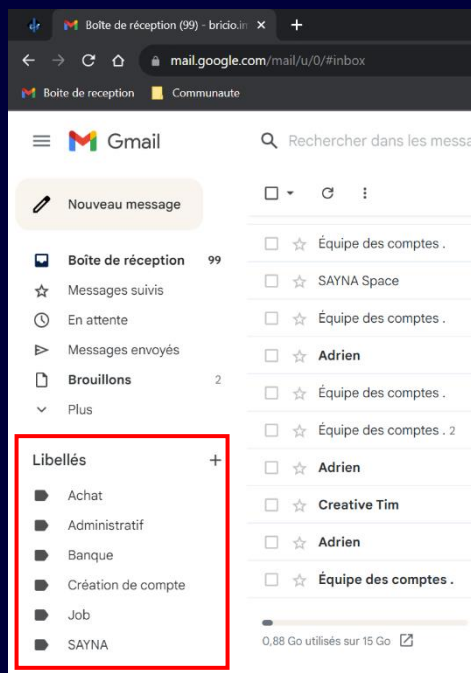 Boîte de réception (99) - bricio.in
mail.google.com/mail/u/0/#inbox
Boite de reception Communaute
Gmail
Rechercher dans les messa
Nouveau message
Boîte de réception 99
Messages suivis
En attente
Messages envoyés
Brouillons 2
Plus
Libellés
Achat
Administratif
Banque
Création de compte
Job
SAYNA
Équipe des comptes .
SAYNA Space
Équipe des comptes .
Adrien
Équipe des comptes .
Équipe des comptes . 2
Adrien
Creative Tim
Adrien
Équipe des comptes .
0,88 Go utilisés sur 15 Go